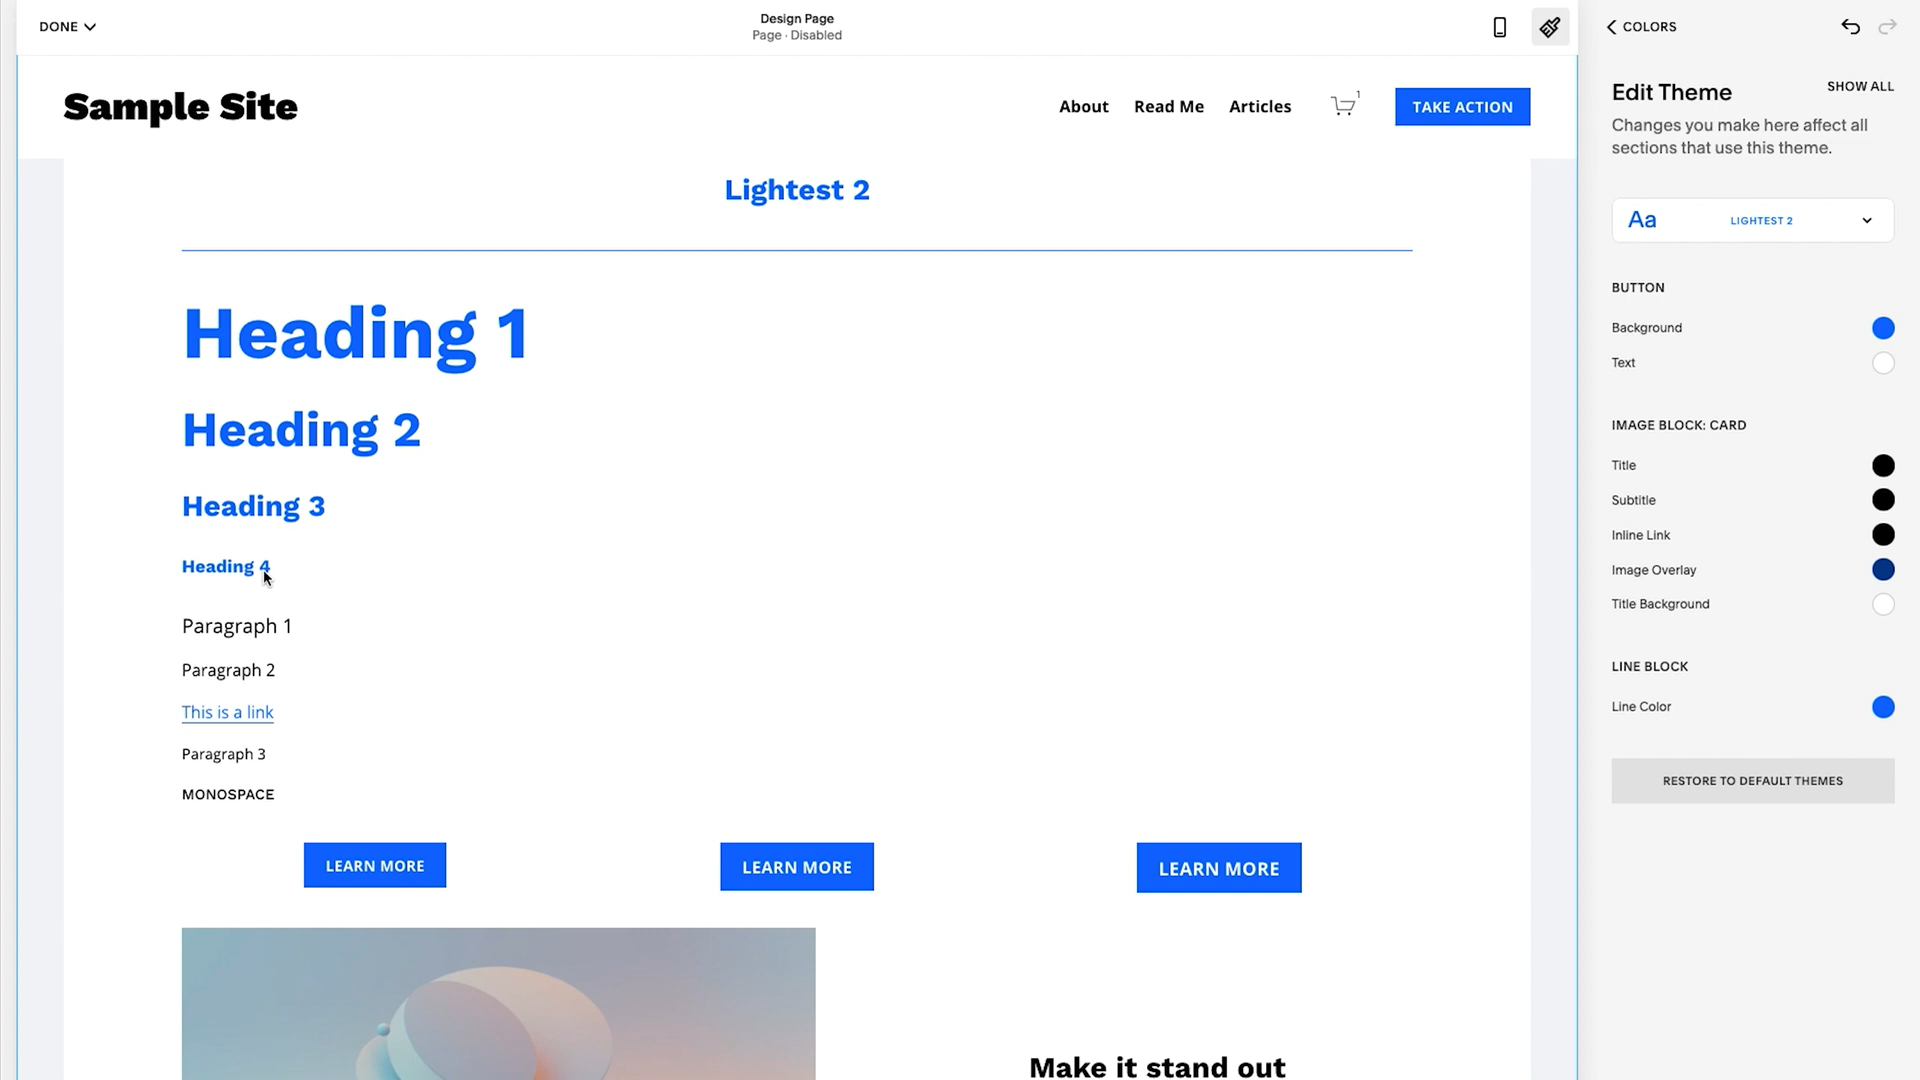 DONE
Design Page
Page · Disabled
COLORS
Sample Site
About
Read Me
Articles
1
TAKE ACTION
Edit Theme
SHOW ALL
Changes you make here affect all
sections that use this theme.
Lightest 2
Aa
LIGHTEST 2
Heading 1
Heading 2
Heading 3
Heading 4
Paragraph 1
Paragraph 2
This is a link
Paragraph 3
MONOSPACE
LEARN MORE
LEARN MORE
LEARN MORE
Make it stand out
BUTTON
Background
Text
IMAGE BLOCK: CARD
Title
Subtitle
Inline Link
Image Overlay
Title Background
LINE BLOCK
Line Color
RESTORE TO DEFAULT THEMES